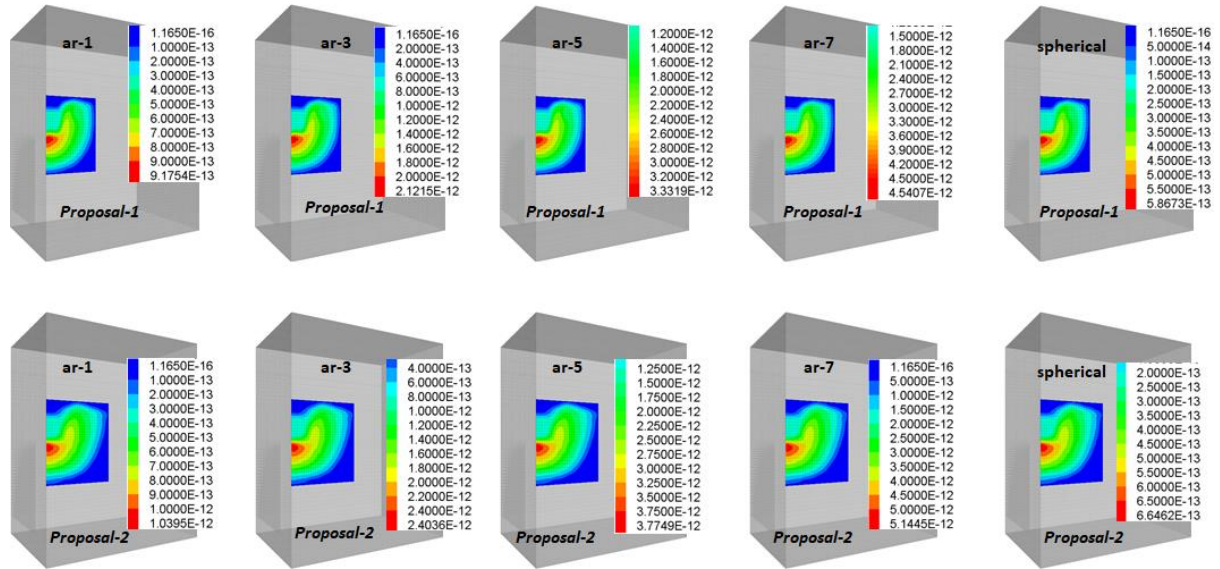 ar-1
1.1650E-16
1.0000E-13
2.0000E-13
3.0000E-13
4.0000E-13
5.0000E-13
6.0000E-13
7.0000E-13
8.0000E-13
9.0000E-13
9.1754E-13
Proposal-1
ar-3
1.1650E-16
2.0000E-13
4.0000E-13
6.0000E-13
8.0000E-13
1.0000E-12
1.2000E-12
1.4000E-12
1.6000E-12
1.8000E-12
2.0000E-12
2.1215E-12
Proposal-1
ar-5
1.2000E-12
1.4000E-12
1.6000E-12
1.8000E-12
2.0000E-12
2.2000E-12
2.4000E-12
2.6000E-12
2.8000E-12
3.0000E-12
3.2000E-12
3.3319E-12
Proposal-1
ar-7
1.5000E-12
1.8000E-12
2.1000E-12
2.4000E-12
2.7000E-12
3.0000E-12
3.3000E-12
3.6000E-12
3.9000E-12
4.2000E-12
4.5000E-12
4.5407E-12
Proposal-1
spherical
1.1650E-16
5.0000E-14
1.0000E-13
1.5000E-13
2.0000E-13
2.5000E-13
3.0000E-13
3.5000E-13
4.0000E-13
4.5000E-13
5.0000E-13
5.5000E-13
5.8673E-13
Proposal-1
ar-1
1.1650E-16
1.0000E-13
2.0000E-13
3.0000E-13
4.0000E-13
5.0000E-13
6.0000E-13
7.0000E-13
8.0000E-13
9.0000E-13
1.0000E-12
1.0395E-12
Proposal-2
ar-3
4.0000E-13
6.0000E-13
8.0000E-13
1.0000E-12
1.2000E-12
1.4000E-12
1.6000E-12
1.8000E-12
2.0000E-12
2.2000E-12
2.4000E-12
2.4036E-12
Proposal-2
ar-5
1.2500E-12
1.5000E-12
1.7500E-12
2.0000E-12
2.2500E-12
2.5000E-12
2.7500E-12
3.0000E-12
3.2500E-12
3.5000E-12
3.7500E-12
3.7749E-12
Proposal-2
ar-7
1.1650E-16
5.0000E-13
1.0000E-12
1.5000E-12
2.0000E-12
2.5000E-12
3.0000E-12
3.5000E-12
4.0000E-12
4.5000E-12
5.0000E-12
5.1445E-12
Proposal-2
spherical
2.0000E-13
2.5000E-13
3.0000E-13
3.5000E-13
4.0000E-13
4.5000E-13
5.0000E-13
5.5000E-13
6.0000E-13
6.5000E-13
6.6462E-13
Proposal-2